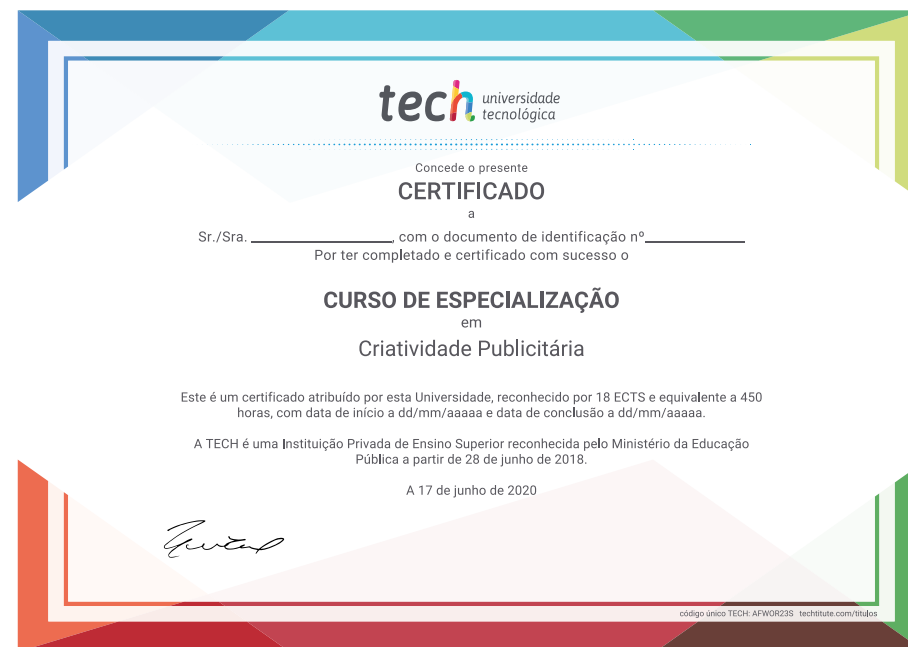 tech universidade
tecnológica
Concede o presente
CERTIFICADO
a
Sr./Sra. ____________________, com o documento de identificação nº______________
Por ter completado e certificado com sucesso o
CURSO DE ESPECIALIZAÇÃO
em
Criatividade Publicitária
Este é um certificado atribuído por esta Universidade, reconhecido por 18 ECTS e equivalente a 450
horas, com data de início a dd/mm/aaaaa e data de conclusão a dd/mm/aaaaa.
A TECH é uma Instituição Privada de Ensino Superior reconhecida pelo Ministério da Educação
Pública a partir de 28 de junho de 2018.
A 17 de junho de 2020
código único TECH: AFWOR23S techtitute.com/titulos